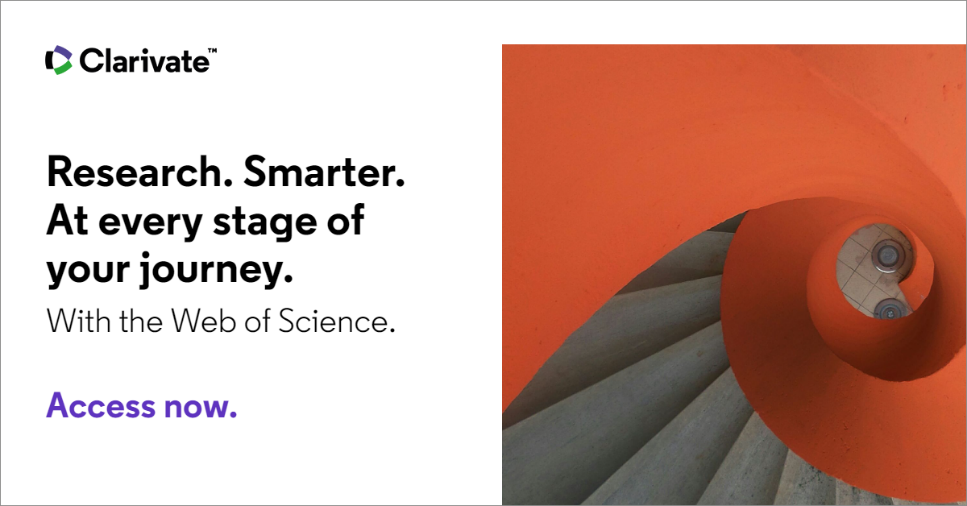 Clarivate™
Research. Smarter.
At every stage of
your journey.
With the Web of Science.
Access now.